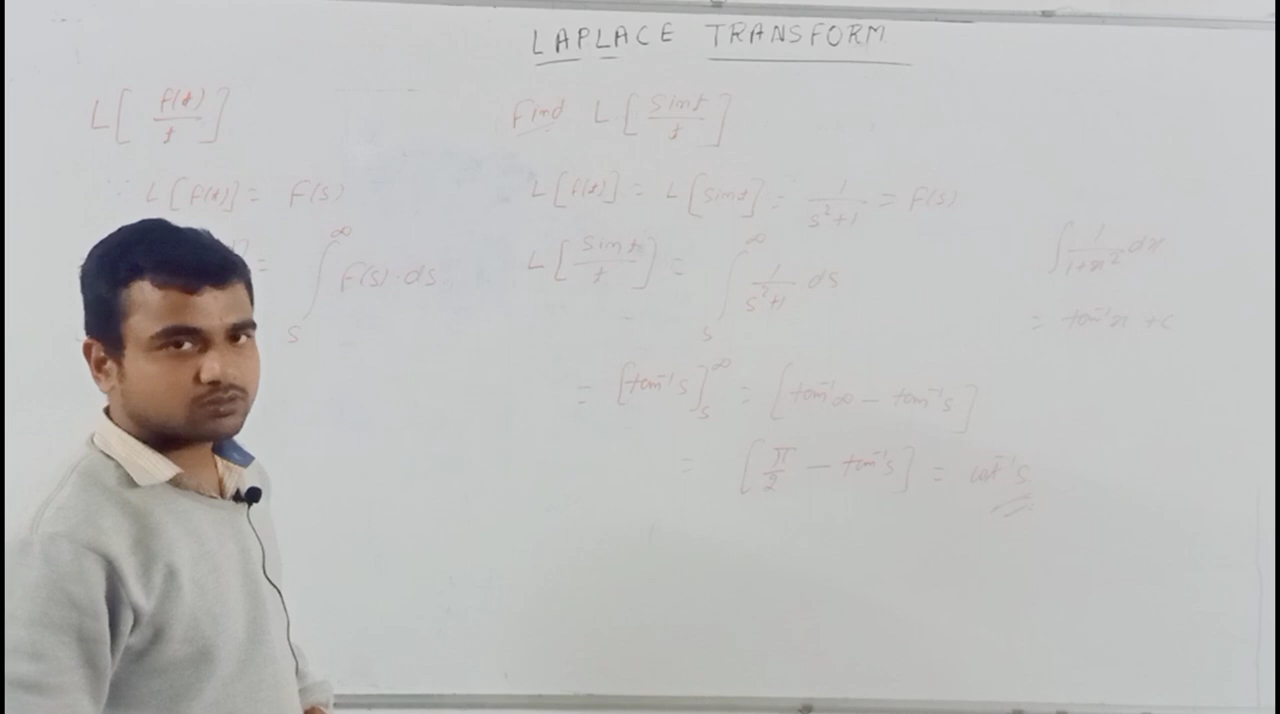 LAPLACE TRANSFORM
L[f(t)/t]
∵ L[f(t)] = F(s)
= ∫_s^∞ F(s)·ds
Find L[sint/t]
L[f(t)] = L[sint] = 1/(s²+1) = F(s)
L[sint/t] = ∫_s^∞ 1/(s²+1) ds
= [tan⁻¹s]_s^∞ = [tan⁻¹∞ − tan⁻¹s]
= [π/2 − tan⁻¹s] = cot⁻¹s
∫ 1/(1+x²) dx
= tan⁻¹x + c